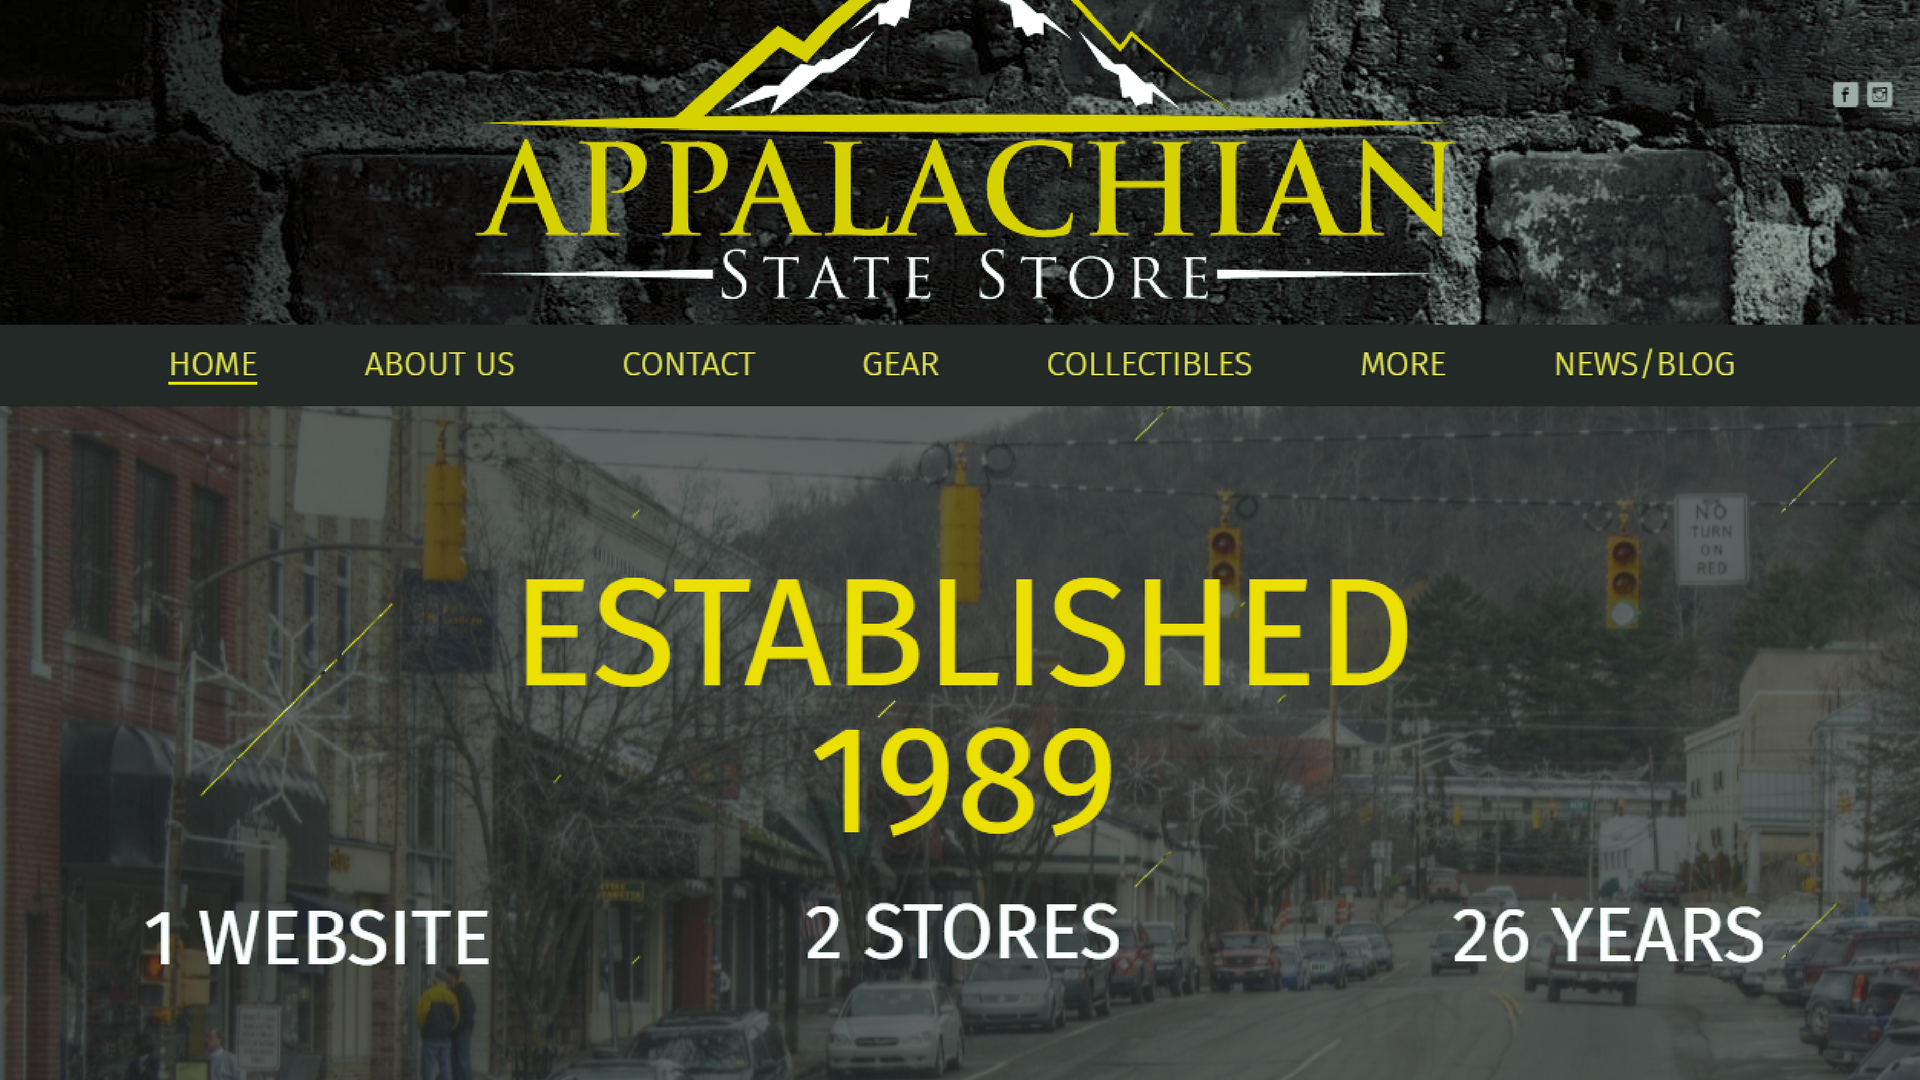 APPALACHIAN
STATE STORE
HOME ABOUT US CONTACT GEAR COLLECTIBLES MORE NEWS/BLOG
NO
TURN
ON
RED
ESTABLISHED
1989
1 WEBSITE 2 STORES 26 YEARS